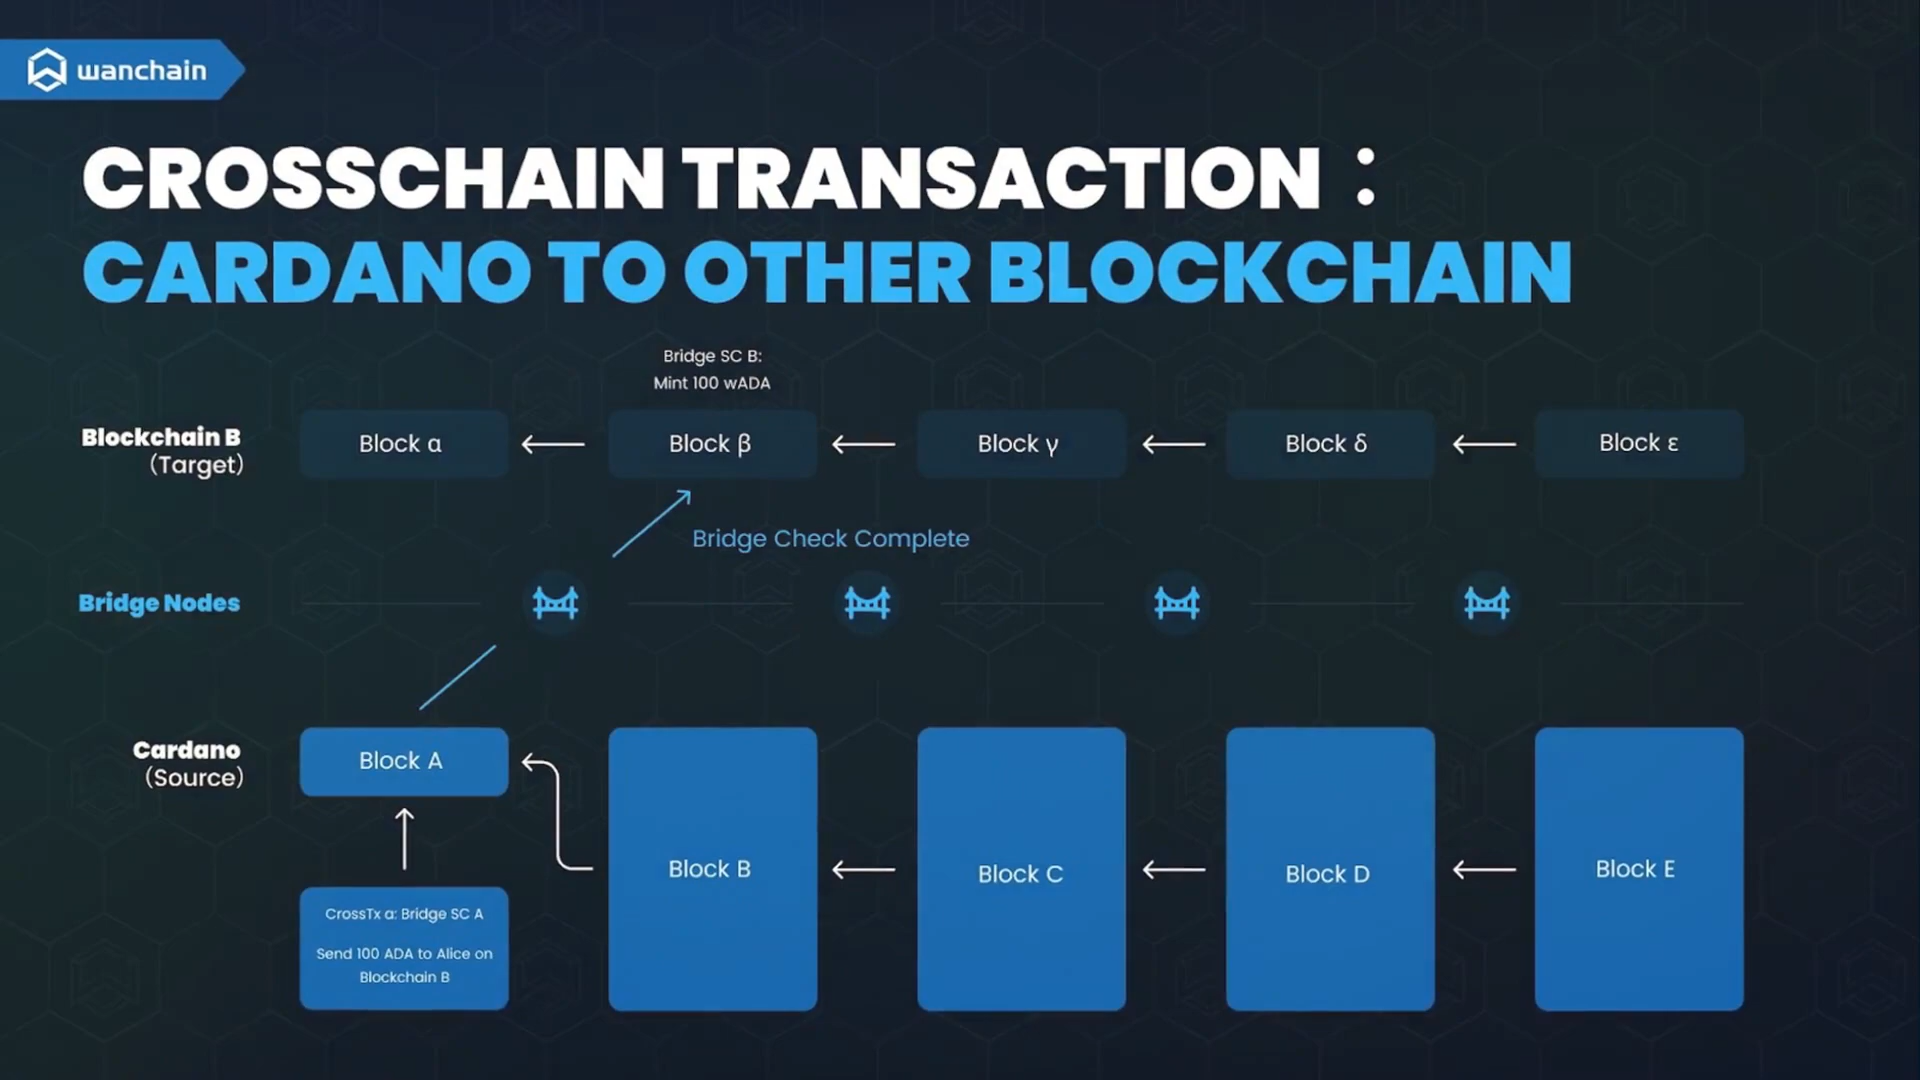 wanchain
CROSSCHAIN TRANSACTION：
CARDANO TO OTHER BLOCKCHAIN
Bridge SC B:
Mint 100 wADA
Blockchain B
(Target)
Block α
Block β
Block γ
Block δ
Block ε
Bridge Check Complete
Bridge Nodes
Cardano
(Source)
Block A
Block B
Block C
Block D
Block E
CrossTx α: Bridge SC A
Send 100 ADA to Alice on
Blockchain B